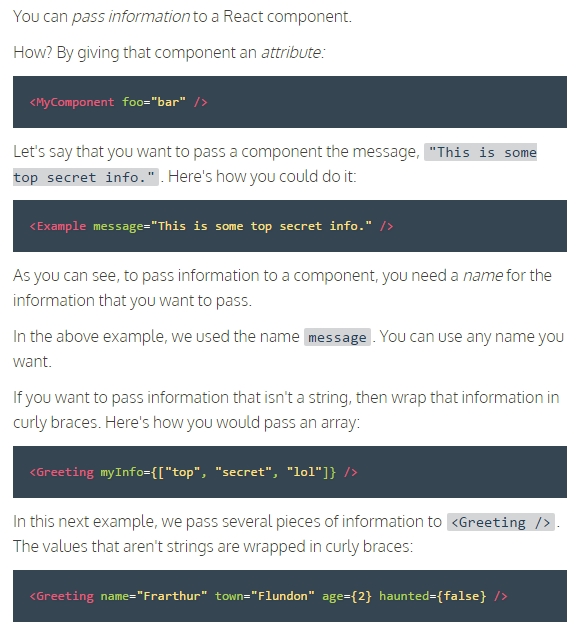 You can pass information to a React component.
How? By giving that component an attribute:
<MyComponent foo="bar" />
Let's say that you want to pass a component the message, "This is some
top secret info.". Here's how you could do it:
<Example message="This is some top secret info." />
As you can see, to pass information to a component, you need a name for the
information that you want to pass.
In the above example, we used the name message. You can use any name you
want.
If you want to pass information that isn't a string, then wrap that information in
curly braces. Here's how you would pass an array:
<Greeting myInfo={["top", "secret", "lol"]} />
In this next example, we pass several pieces of information to <Greeting />.
The values that aren't strings are wrapped in curly braces:
<Greeting name="Frarthur" town="Flundon" age={2} haunted={false} />